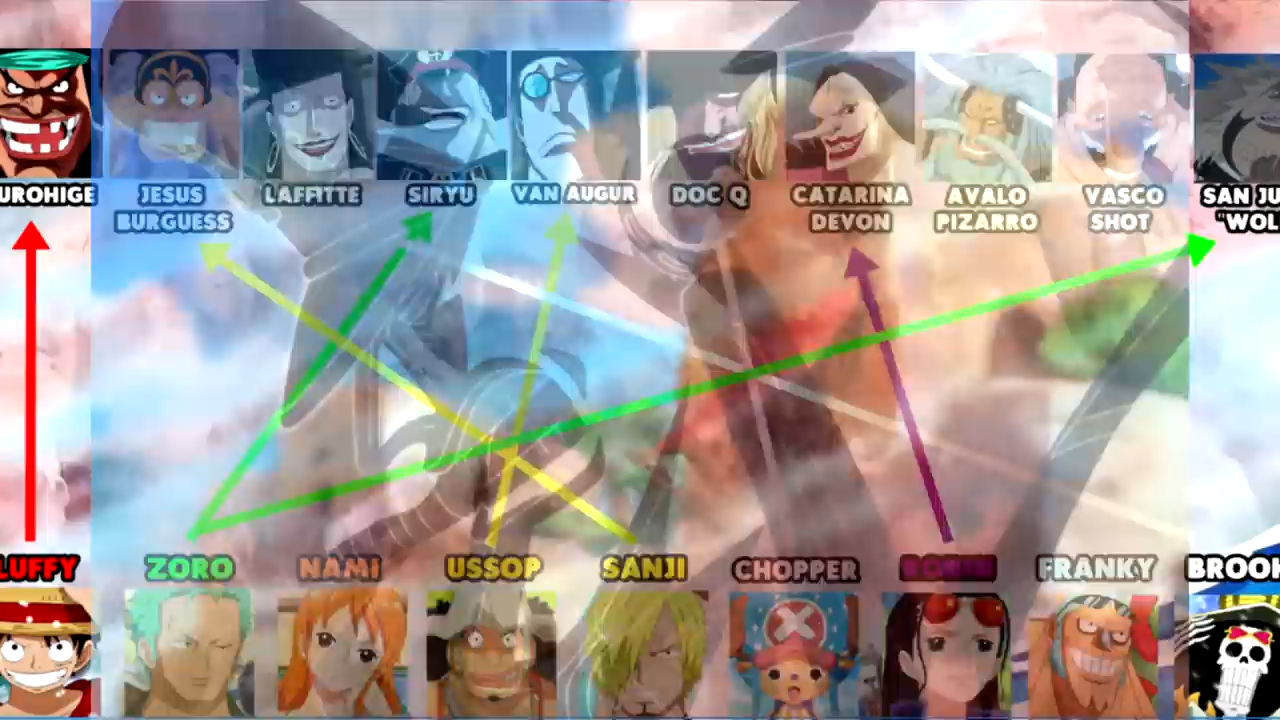 UROHIGE
JESUS
BURGUESS
LAFFITTE
SIRYU
VAN AUGUR
DOC Q
CATARINA
DEVON
AVALO
PIZARRO
VASCO
SHOT
SAN JU
"WOL
LUFFY
ZORO
NAMI
USSOP
SANJI
CHOPPER
ROBIN
FRANKY
BROOK